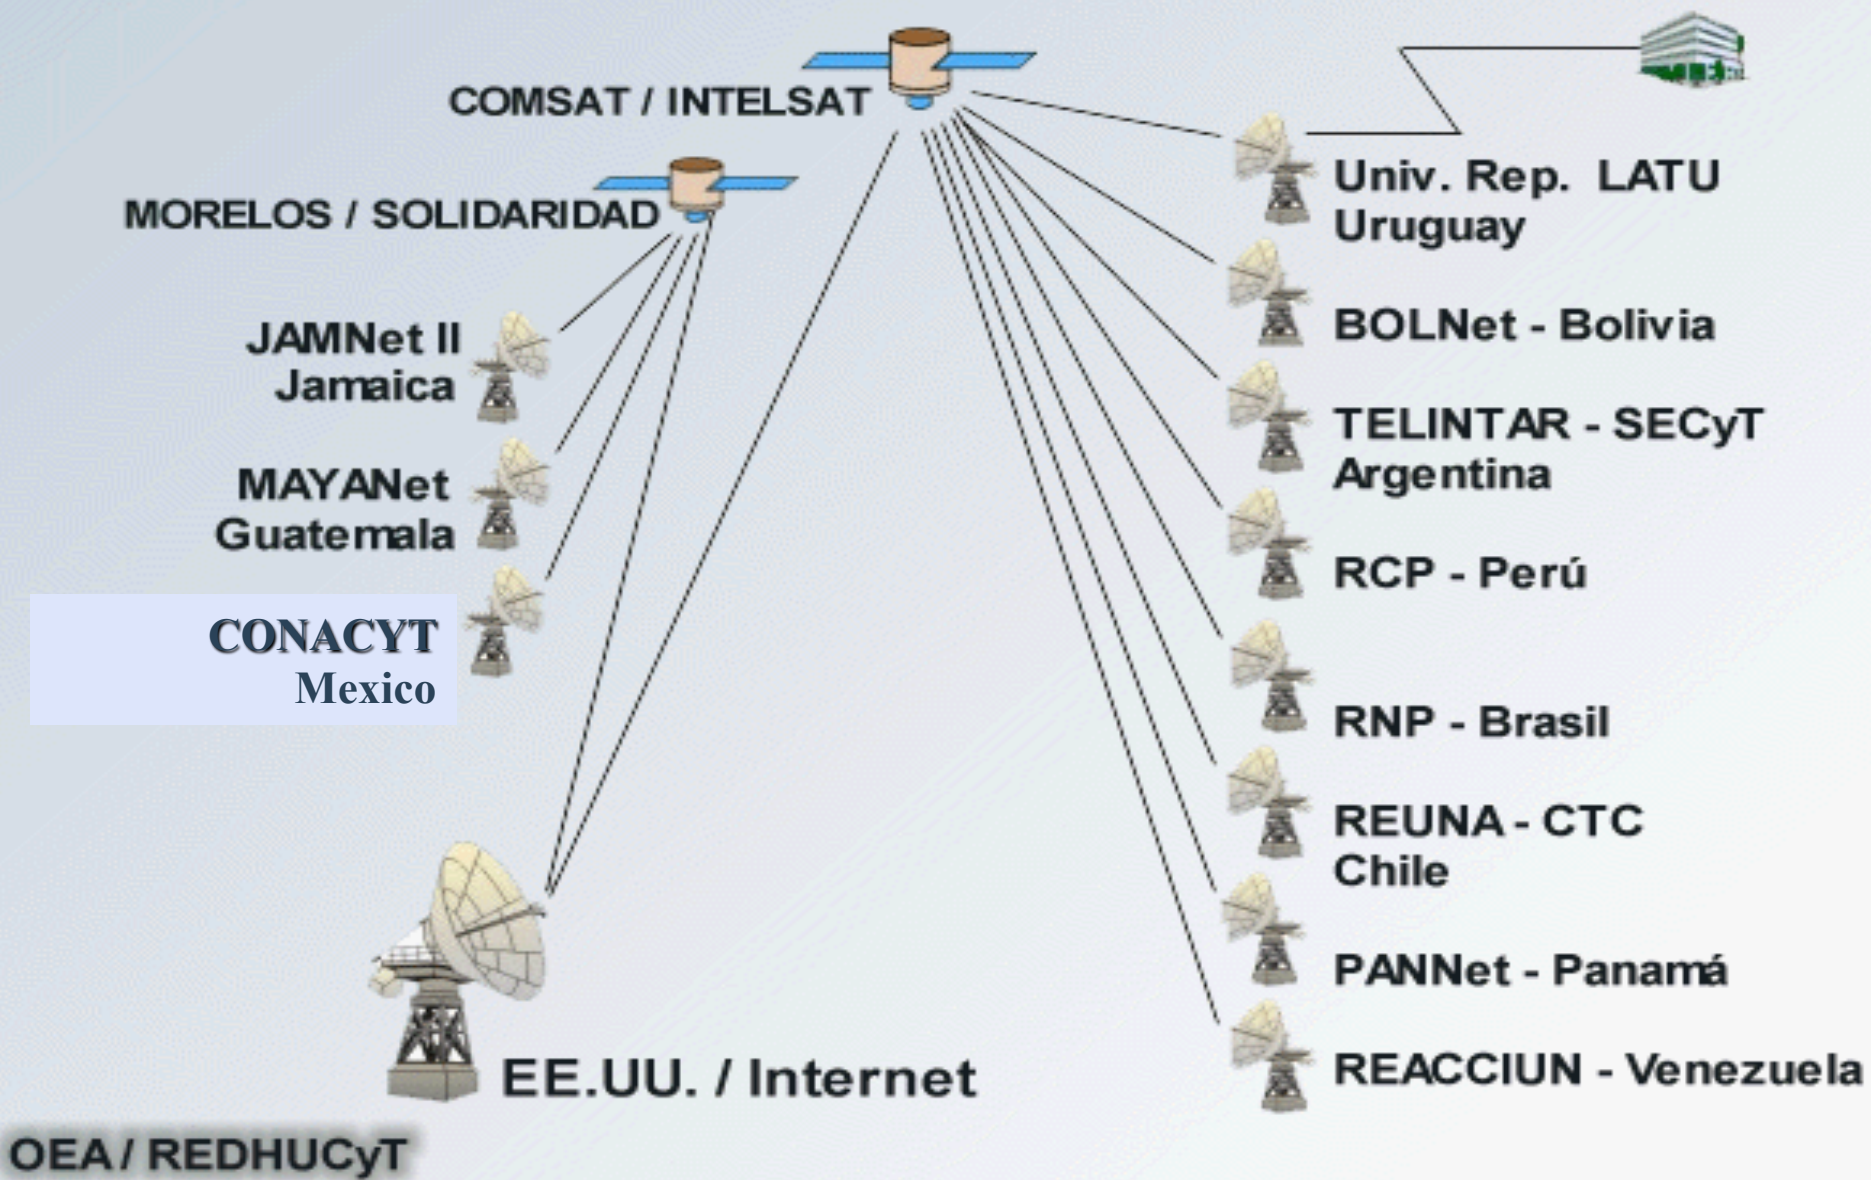 COMSAT / INTELSAT
MORELOS / SOLIDARIDAD
JAMNet II
Jamaica
MAYANet
Guatemala
CONACYT
Mexico
EE.UU. / Internet
OEA / REDHUCyT
Univ. Rep. LATU
Uruguay
BOLNet - Bolivia
TELINTAR - SECyT
Argentina
RCP - Perú
RNP - Brasil
REUNA - CTC
Chile
PANNet - Panamá
REACCIUN - Venezuela